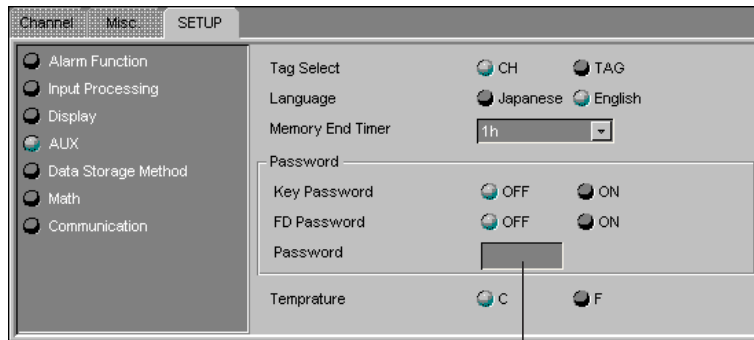 Channel Misc. SETUP
Alarm Function
Input Processing
Display
AUX
Data Storage Method
Math
Communication
Tag Select CH TAG
Language Japanese English
Memory End Timer 1h
Password
Key Password OFF ON
FD Password OFF ON
Password
Temprature C F